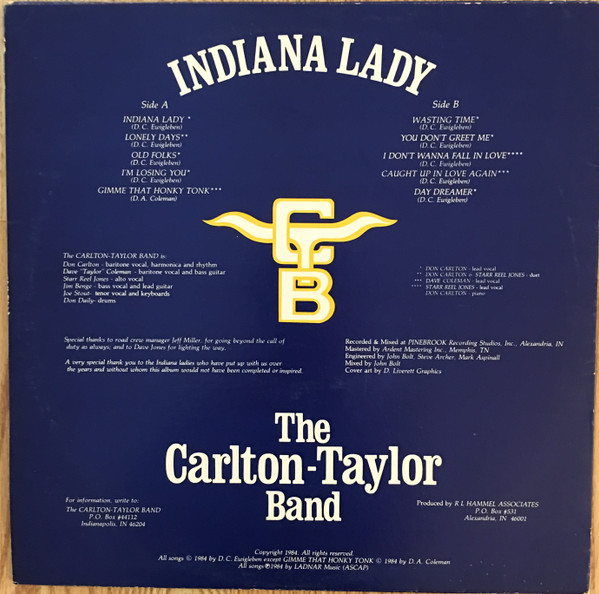 INDIANA LADY
Side A
INDIANA LADY *
(D. C. Ewigleben)
LONELY DAYS**
(D. C. Ewigleben)
OLD FOLKS*
(D. C. Ewigleben)
I'M LOSING YOU*
(D. C. Ewigleben)
GIMME THAT HONKY TONK***
(D. A. Coleman)
Side B
WASTING TIME*
(D. C. Ewigleben)
YOU DON'T GREET ME*
(D. C. Ewigleben)
I DON'T WANNA FALL IN LOVE****
(D. C. Ewigleben)
CAUGHT UP IN LOVE AGAIN***
(D. C. Ewigleben)
DAY DREAMER*
(D. C. Ewigleben)
CTB
The CARLTON-TAYLOR BAND is:
Don Carlton - baritone vocal, harmonica and rhythm
Dave "Taylor" Coleman - baritone vocal and bass guitar
Starr Reel Jones - alto vocal
Jim Benge - bass vocal and lead guitar
Joe Stout - tenor vocal and keyboards
Don Daily - drums
* DON CARLTON - lead vocal
** DON CARLTON & STARR REEL JONES - duet
*** DAVE COLEMAN - lead vocal
**** STARR REEL JONES - lead vocal
DON CARLTON - piano
Special thanks to road crew manager Jeff Miller, for going beyond the call of
duty as always; and to Dave Jones for lighting the way.
A very special thank you to the Indiana ladies who have put up with us over
the years and without whom this album would not have been completed or inspired.
Recorded & Mixed at PINEBROOK Recording Studios, Inc., Alexandria, IN
Mastered by Ardent Mastering Inc., Memphis, TN
Engineered by John Bolt, Steve Archer, Mark Aspinall
Mixed by John Bolt
Cover art by D. Liverett Graphics
The
Carlton-Taylor
Band
For information, write to:
The CARLTON-TAYLOR BAND
P.O. Box #44112
Indianapolis, IN 46204
Produced by R L HAMMEL ASSOCIATES
P.O. Box #531
Alexandria, IN 46001
Copyright 1984. All rights reserved.
All songs © 1984 by D. C. Ewigleben except GIMME THAT HONKY TONK © 1984 by D. A. Coleman
All songs ℗1984 by LADNAR Music (ASCAP)